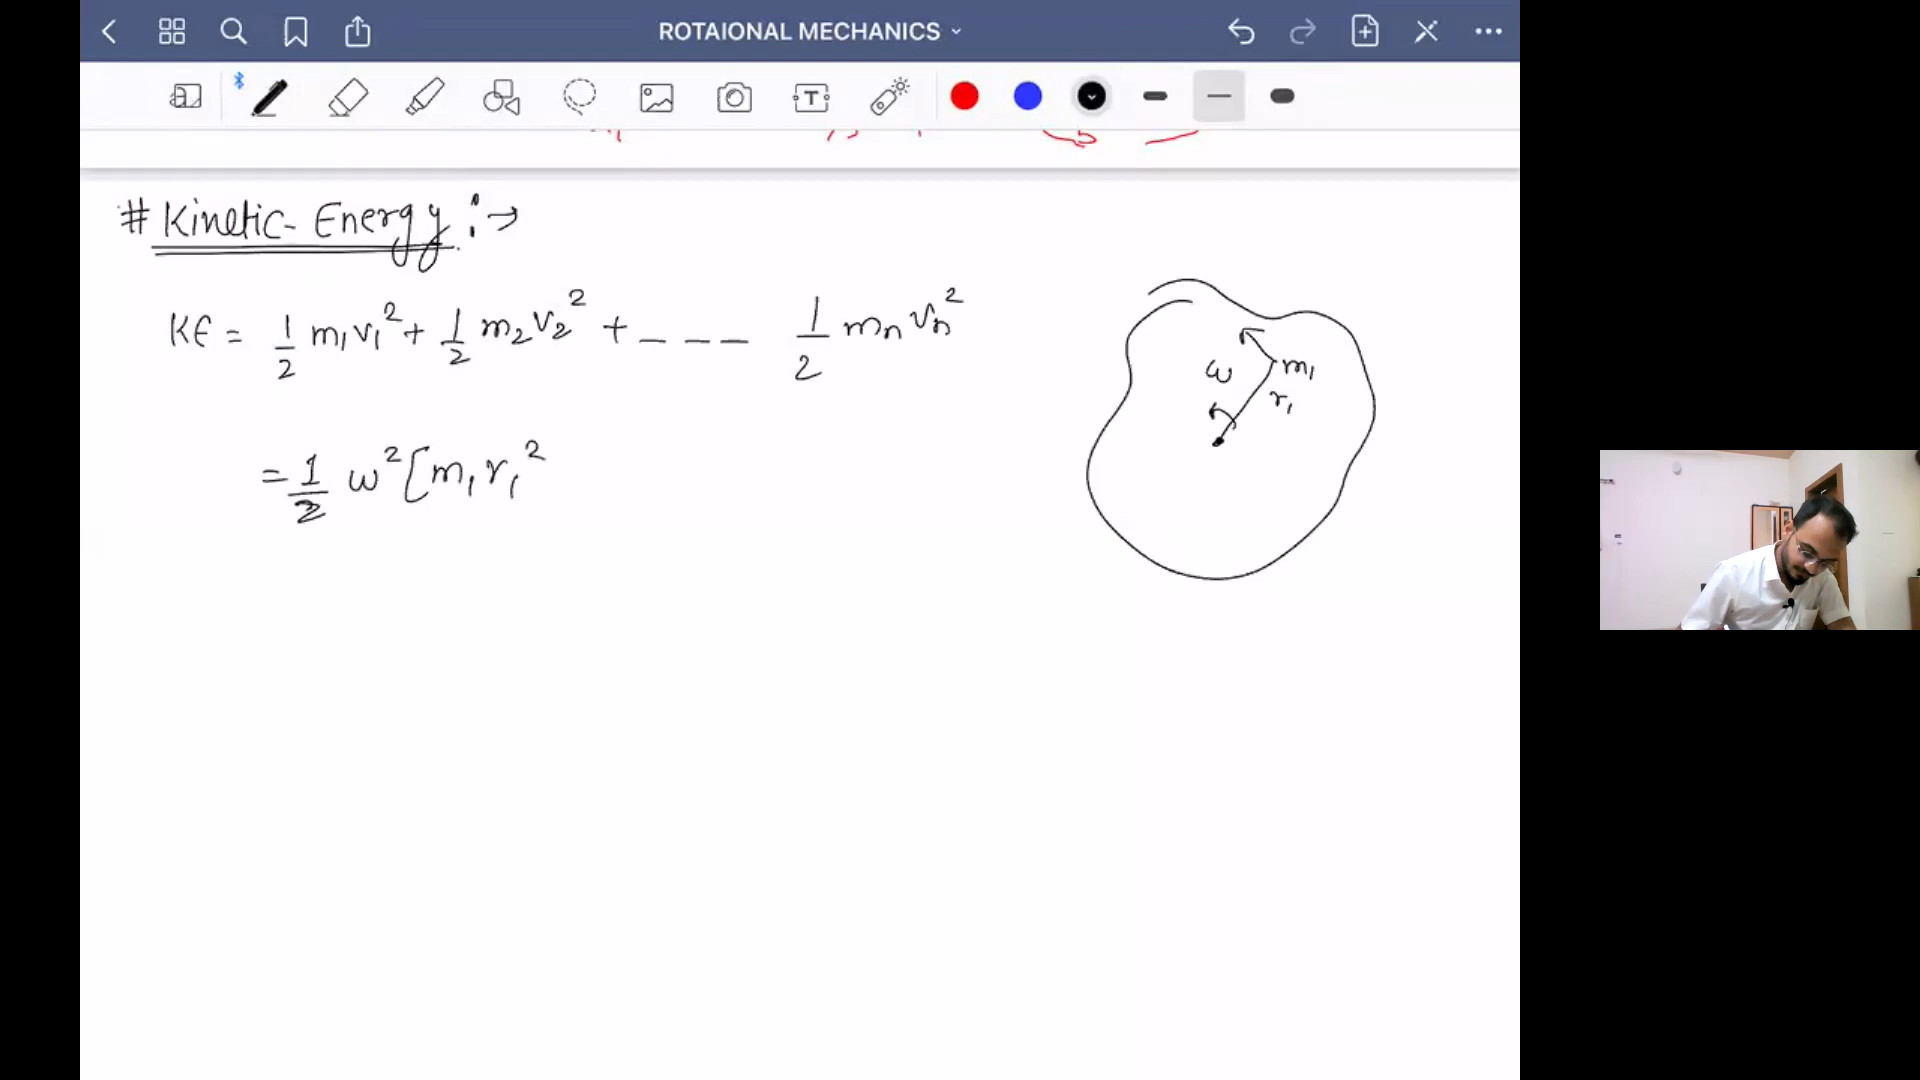 ROTAIONAL MECHANICS
# Kinetic-Energy :→
KE = 1/2 m₁v₁² + 1/2 m₂v₂² + _ _ _ 1/2 mₙvₙ²
= 1/2 ω² [m₁r₁²
ω
m₁
r₁